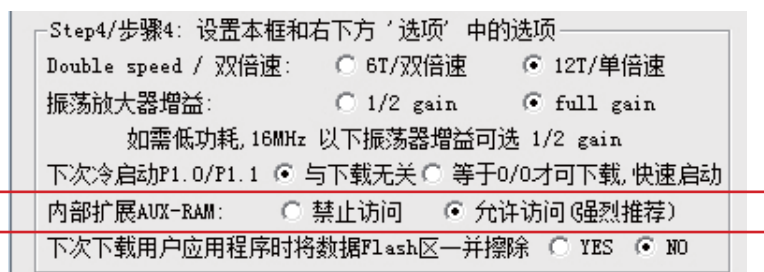 Step4/步骤4: 设置本框和右下方 '选项' 中的选项
Double speed / 双倍速: 6T/双倍速 12T/单倍速
振荡放大器增益: 1/2 gain full gain
如需低功耗,16MHz 以下振荡器增益可选 1/2 gain
下次冷启动P1.0/P1.1 与下载无关 等于0/0才可下载,快速启动
内部扩展AUX-RAM: 禁止访问 允许访问(强烈推荐)
下次下载用户应用程序时将数据Flash区一并擦除 YES NO